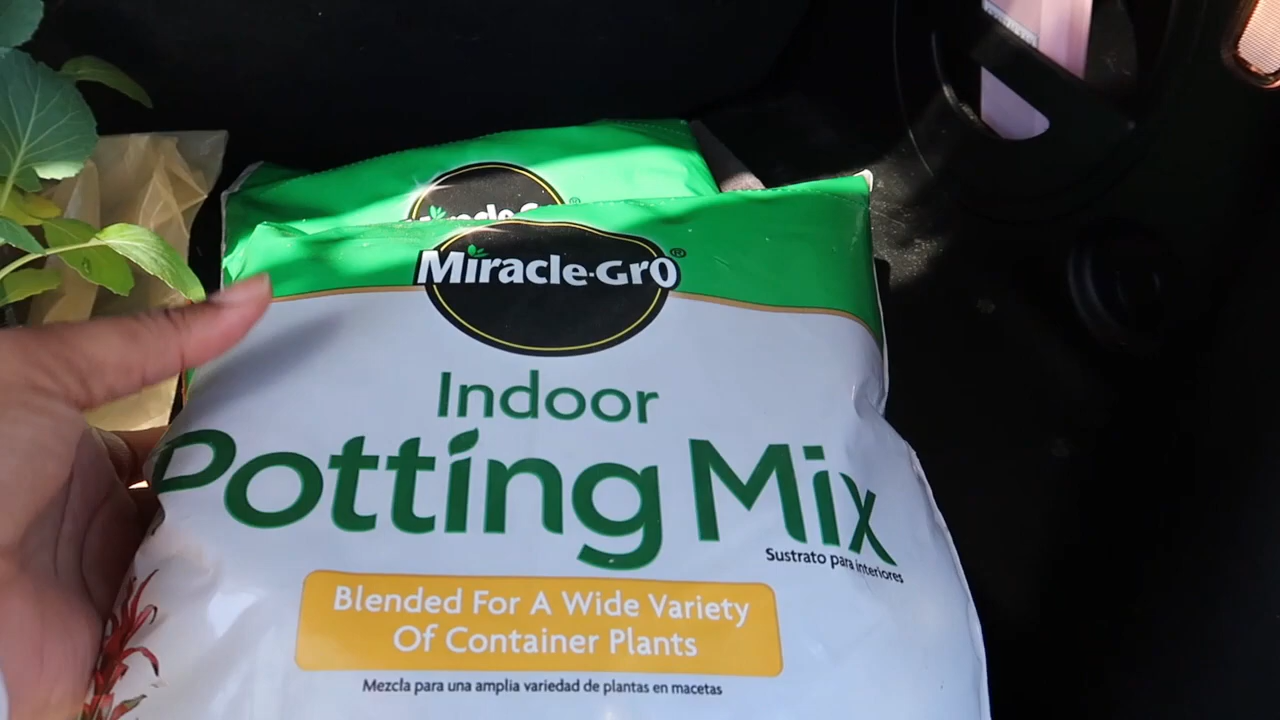 Miracle-Gro®
Indoor
Potting Mix
Sustrato para interiores
Blended For A Wide Variety
Of Container Plants
Mezcla para una amplia variedad de plantas en macetas